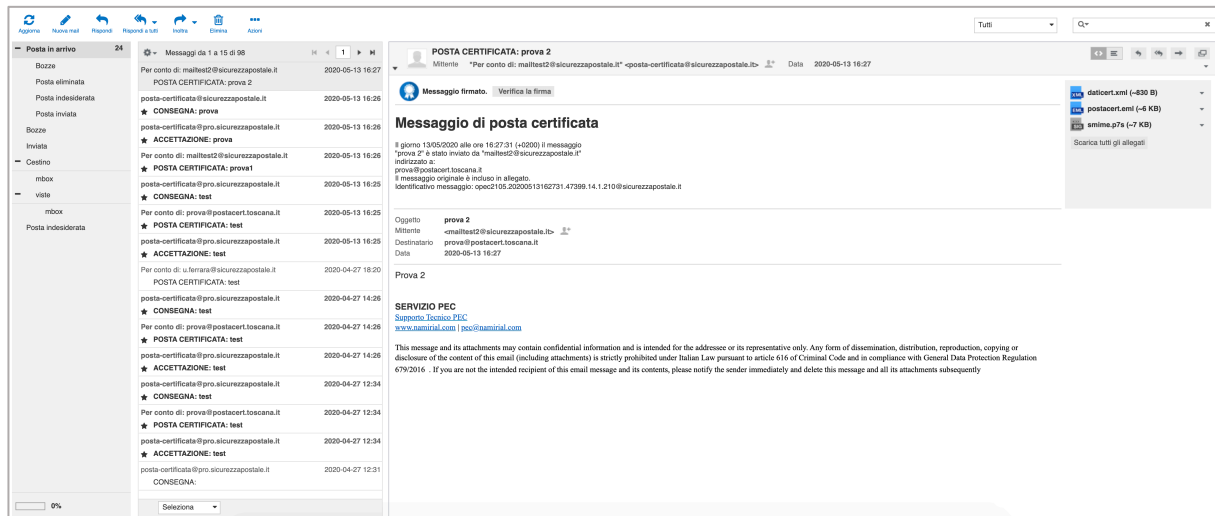 Aggiorna Nuova mail Rispondi Rispondi a tutti Inoltra Elimina Azioni
Tutti
Posta in arrivo 24
Bozze
Posta eliminata
Posta indesiderata
Posta inviata
Bozze
Inviata
Cestino
mbox
viste
mbox
Posta indesiderata
0%
Messaggi da 1 a 15 di 98 1
Per conto di: mailtest2@sicurezzapostale.it 2020-05-13 16:27
POSTA CERTIFICATA: prova 2
posta-certificata@sicurezzapostale.it 2020-05-13 16:26
★ CONSEGNA: prova
posta-certificata@pro.sicurezzapostale.it 2020-05-13 16:26
★ ACCETTAZIONE: prova
Per conto di: mailtest2@sicurezzapostale.it 2020-05-13 16:26
★ POSTA CERTIFICATA: prova1
posta-certificata@pro.sicurezzapostale.it 2020-05-13 16:25
★ CONSEGNA: test
Per conto di: prova@postacert.toscana.it 2020-05-13 16:25
★ POSTA CERTIFICATA: test
posta-certificata@pro.sicurezzapostale.it 2020-05-13 16:25
★ ACCETTAZIONE: test
Per conto di: u.ferrara@sicurezzapostale.it 2020-04-27 18:20
POSTA CERTIFICATA: test
posta-certificata@pro.sicurezzapostale.it 2020-04-27 14:26
★ CONSEGNA: test
Per conto di: prova@postacert.toscana.it 2020-04-27 14:26
★ POSTA CERTIFICATA: test
posta-certificata@pro.sicurezzapostale.it 2020-04-27 14:26
★ ACCETTAZIONE: test
posta-certificata@pro.sicurezzapostale.it 2020-04-27 12:34
★ CONSEGNA: test
Per conto di: prova@postacert.toscana.it 2020-04-27 12:34
★ POSTA CERTIFICATA: test
posta-certificata@pro.sicurezzapostale.it 2020-04-27 12:34
★ ACCETTAZIONE: test
posta-certificata@pro.sicurezzapostale.it 2020-04-27 12:31
CONSEGNA:
Seleziona
POSTA CERTIFICATA: prova 2
Mittente "Per conto di: mailtest2@sicurezzapostale.it" <posta-certificata@sicurezzapostale.it> Data 2020-05-13 16:27
Messaggio firmato. Verifica la firma
Messaggio di posta certificata
Il giorno 13/05/2020 alle ore 16:27:31 (+0200) il messaggio
"prova 2" è stato inviato da "mailtest2@sicurezzapostale.it"
indirizzato a:
prova@postacert.toscana.it
Il messaggio originale è incluso in allegato.
Identificativo messaggio: opec2105.20200513162731.47399.14.1.210@sicurezzapostale.it
Oggetto prova 2
Mittente <mailtest2@sicurezzapostale.it>
Destinatario prova@postacert.toscana.it
Data 2020-05-13 16:27
Prova 2
SERVIZIO PEC
Supporto Tecnico PEC
www.namirial.com | pec@namirial.com
This message and its attachments may contain confidential information and is intended for the addressee or its representative only. Any form of dissemination, distribution, reproduction, copying or
disclosure of the content of this email (including attachments) is strictly prohibited under Italian Law pursuant to article 616 of Criminal Code and in compliance with General Data Protection Regulation
679/2016 . If you are not the intended recipient of this email message and its contents, please notify the sender immediately and delete this message and all its attachments subsequently
XML daticert.xml (~830 B)
EML postacert.eml (~6 KB)
SIG smime.p7s (~7 KB)
Scarica tutti gli allegati